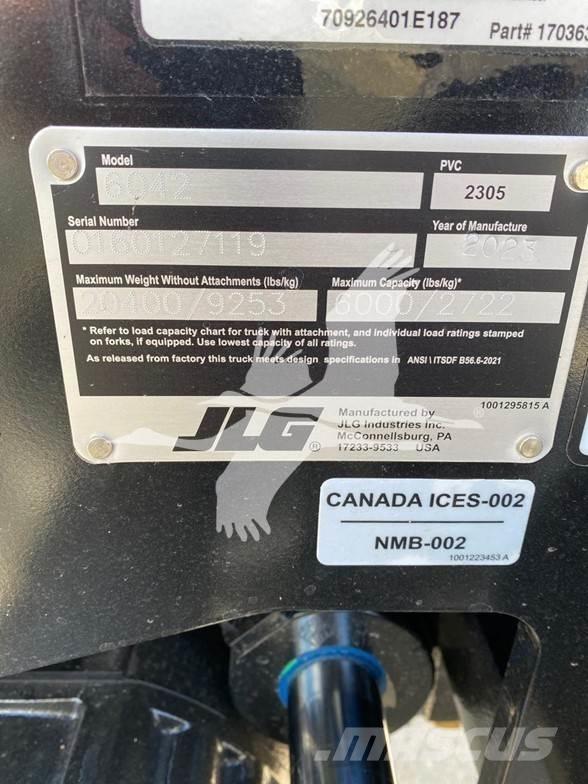 70926401E187
Part# 170363
Model
6042
PVC
2305
Serial Number
0160127119
Year of Manufacture
2023
Maximum Weight Without Attachments (lbs/kg)
20400/9253
Maximum Capacity (lbs/kg)*
6000/2722
* Refer to load capacity chart for truck with attachment, and individual load ratings stamped
on forks, if equipped. Use lowest capacity of all ratings.
As released from factory this truck meets design specifications in ANSI \ ITSDF B56.6-2021
1001295815 A
JLG®
Manufactured by
JLG Industries Inc.
McConnellsburg, PA
17233-9533 USA
®
CANADA ICES-002
NMB-002
1001223453 A
Mascus